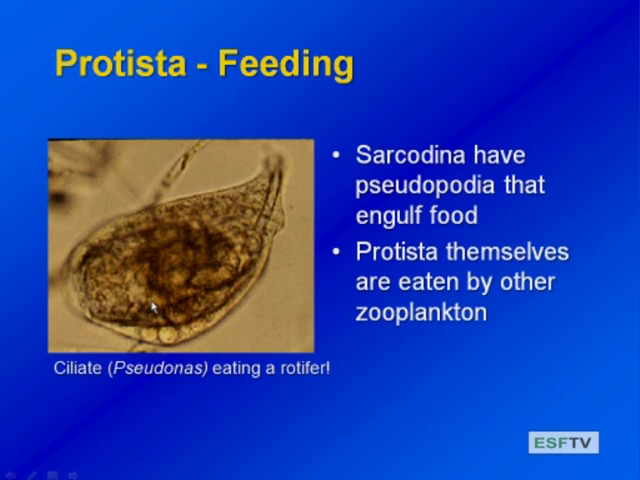 Protista - Feeding
• Sarcodina have
pseudopodia that
engulf food
• Protista themselves
are eaten by other
zooplankton
Ciliate (Pseudonas) eating a rotifer!
ESFTV